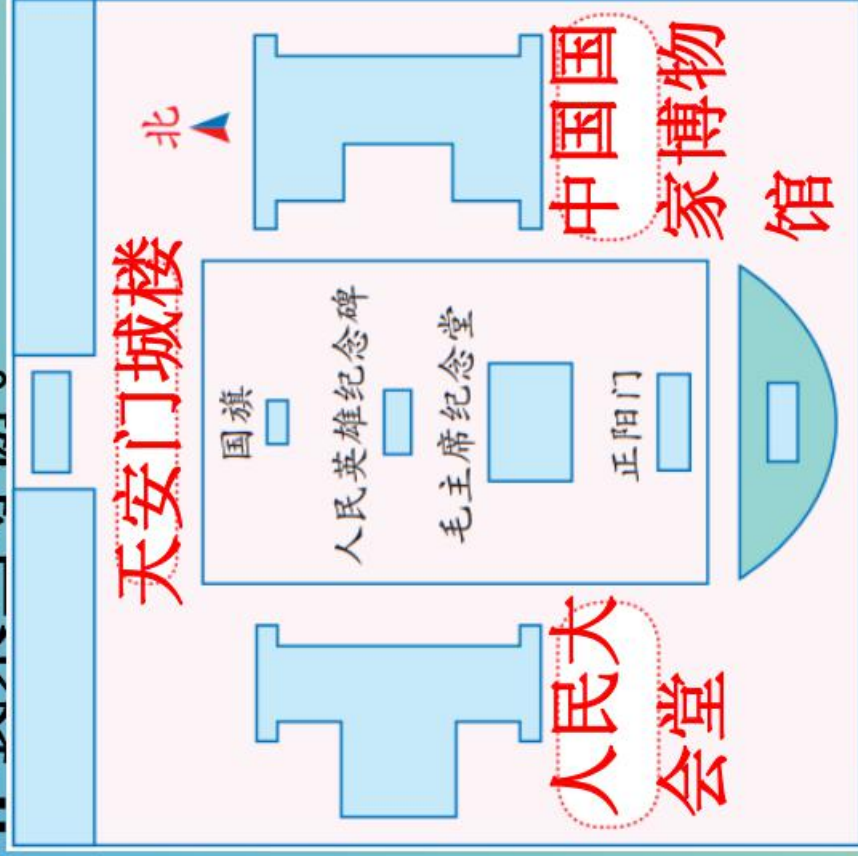 北
天安门城楼
国旗
人民英雄纪念碑
毛主席纪念堂
正阳门
人民大
会堂
中国国
家博物
馆